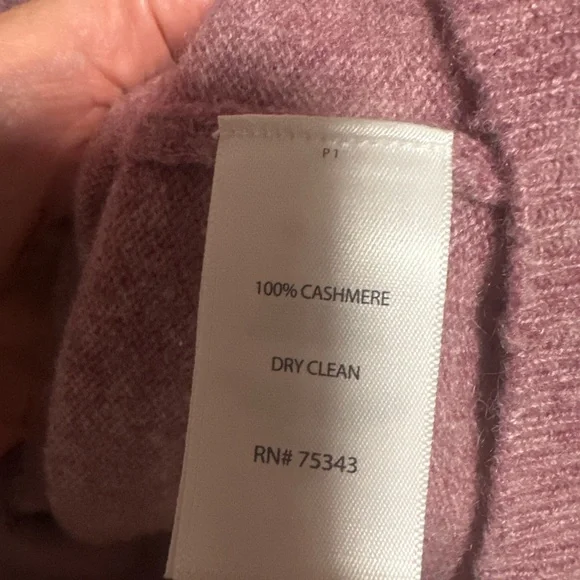 P1
100% CASHMERE
DRY CLEAN
RN# 75343